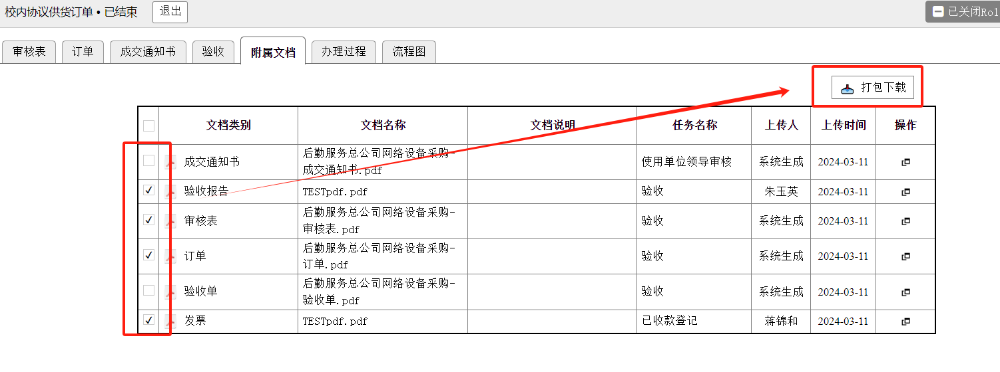 校内协议供货订单 • 已结束 退出
已关闭Rol
审核表 订单 成交通知书 验收 附属文档 办理过程 流程图
打包下载
文档类别 文档名称 文档说明 任务名称 上传人 上传时间 操作
成交通知书 后勤服务总公司网络设备采购-
成交通知书.pdf 使用单位领导审核 系统生成 2024-03-11
验收报告 TESTpdf.pdf 验收 朱玉英 2024-03-11
审核表 后勤服务总公司网络设备采购-
审核表.pdf 验收 系统生成 2024-03-11
订单 后勤服务总公司网络设备采购-
订单.pdf 验收 系统生成 2024-03-11
验收单 后勤服务总公司网络设备采购-
验收单.pdf 验收 系统生成 2024-03-11
发票 TESTpdf.pdf 已收款登记 蒋锦和 2024-03-11